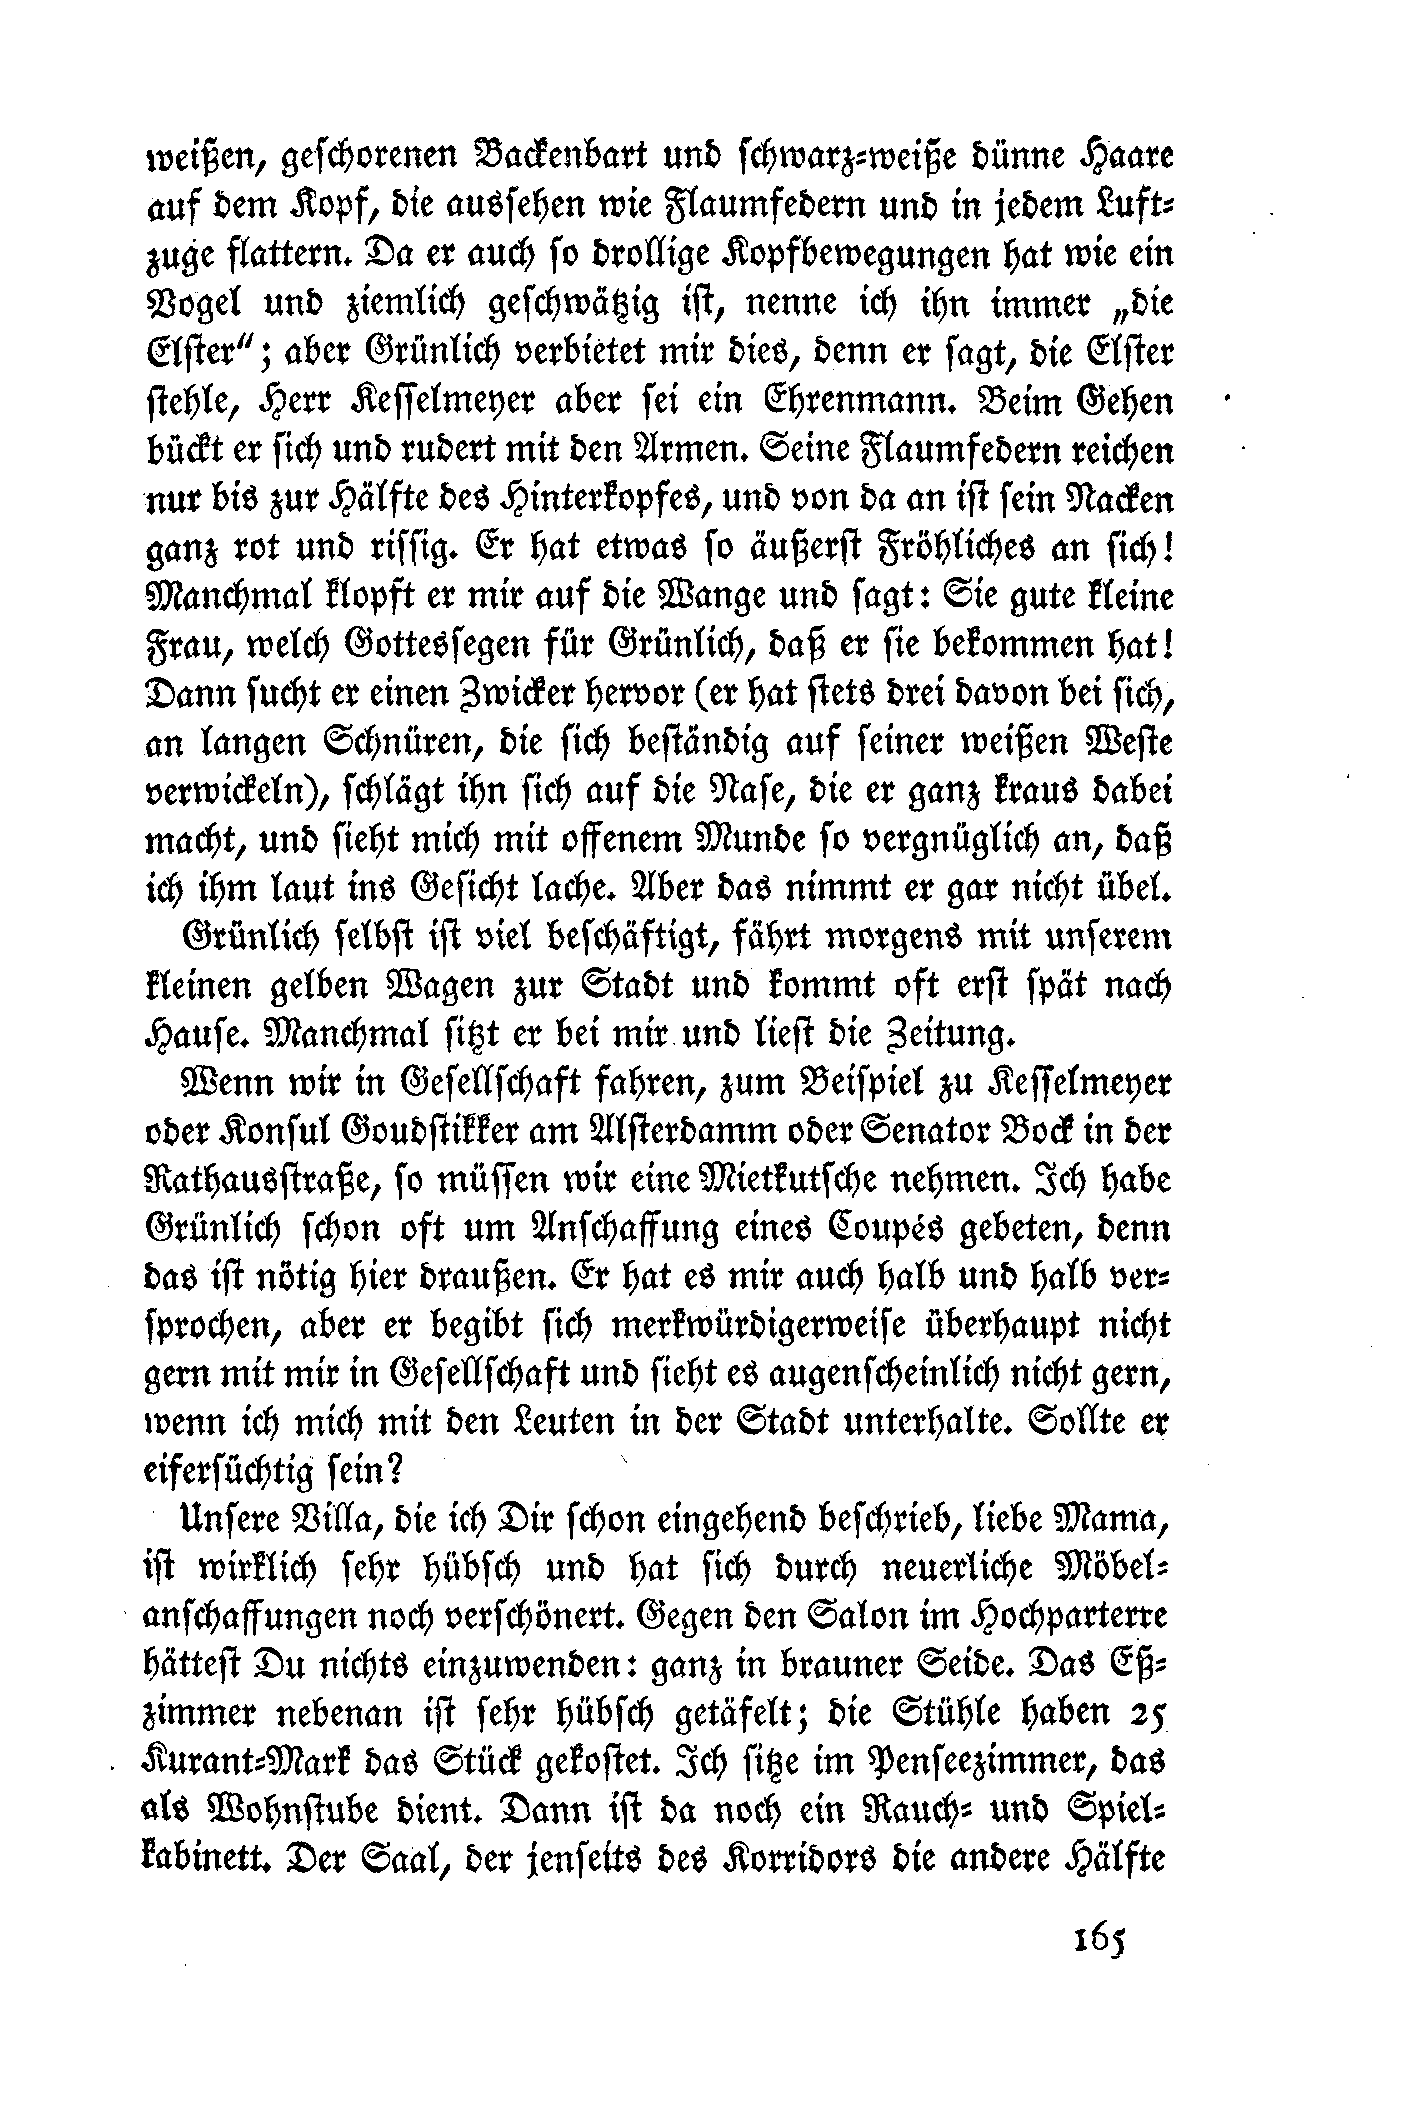 weißen, geschorenen Backenbart und schwarz-weiße dünne Haare
auf dem Kopf, die aussehen wie Flaumfedern und in jedem Luft-
zuge flattern. Da er auch so drollige Kopfbewegungen hat wie ein
Vogel und ziemlich geschwätzig ist, nenne ich ihn immer „die
Elster“; aber Grünlich verbietet mir dies, denn er sagt, die Elster
stehle, Herr Kesselmeyer aber sei ein Ehrenmann. Beim Gehen
bückt er sich und rudert mit den Armen. Seine Flaumfedern reichen
nur bis zur Hälfte des Hinterkopfes, und von da an ist sein Nacken
ganz rot und rissig. Er hat etwas so äußerst Fröhliches an sich!
Manchmal klopft er mir auf die Wange und sagt: Sie gute kleine
Frau, welch Gottessegen für Grünlich, daß er sie bekommen hat!
Dann sucht er einen Zwicker hervor (er hat stets drei davon bei sich,
an langen Schnüren, die sich beständig auf seiner weißen Weste
verwickeln), schlägt ihn sich auf die Nase, die er ganz kraus dabei
macht, und sieht mich mit offenem Munde so vergnüglich an, daß
ich ihm laut ins Gesicht lache. Aber das nimmt er gar nicht übel.
Grünlich selbst ist viel beschäftigt, fährt morgens mit unserem
kleinen gelben Wagen zur Stadt und kommt oft erst spät nach
Hause. Manchmal sitzt er bei mir und liest die Zeitung.
Wenn wir in Gesellschaft fahren, zum Beispiel zu Kesselmeyer
oder Konsul Goudstikker am Alsterdamm oder Senator Bock in der
Rathausstraße, so müssen wir eine Mietkutsche nehmen. Ich habe
Grünlich schon oft um Anschaffung eines Coupés gebeten, denn
das ist nötig hier draußen. Er hat es mir auch halb und halb ver-
sprochen, aber er begibt sich merkwürdigerweise überhaupt nicht
gern mit mir in Gesellschaft und sieht es augenscheinlich nicht gern,
wenn ich mich mit den Leuten in der Stadt unterhalte. Sollte er
eifersüchtig sein?
Unsere Villa, die ich Dir schon eingehend beschrieb, liebe Mama,
ist wirklich sehr hübsch und hat sich durch neuerliche Möbel-
anschaffungen noch verschönert. Gegen den Salon im Hochparterre
hättest Du nichts einzuwenden: ganz in brauner Seide. Das Eß-
zimmer nebenan ist sehr hübsch getäfelt; die Stühle haben 25
Kurant-Mark das Stück gekostet. Ich sitze im Penseezimmer, das
als Wohnstube dient. Dann ist da noch ein Rauch- und Spiel-
kabinett. Der Saal, der jenseits des Korridors die andere Hälfte
165